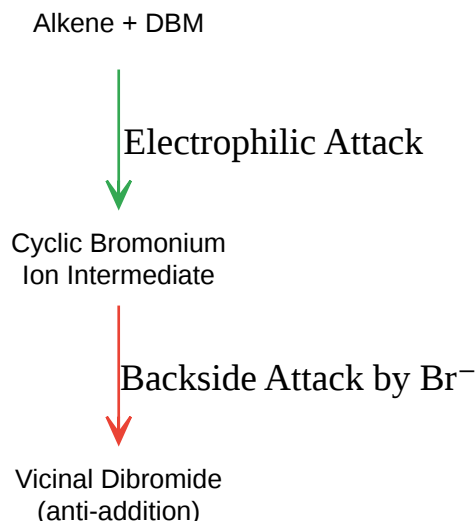 Alkene + DBM
Electrophilic Attack
Cyclic Bromonium
Ion Intermediate
Backside Attack by Br⁻
Vicinal Dibromide
(anti-addition)